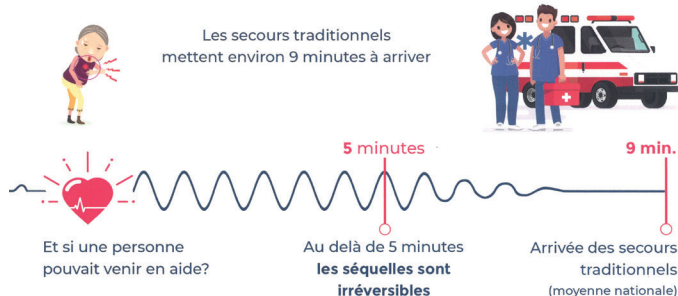 Les secours traditionnels
mettent environ 9 minutes à arriver
5 minutes
9 min.
Et si une personne
pouvait venir en aide?
Au delà de 5 minutes
les séquelles sont
irréversibles
Arrivée des secours
traditionnels
(moyenne nationale)